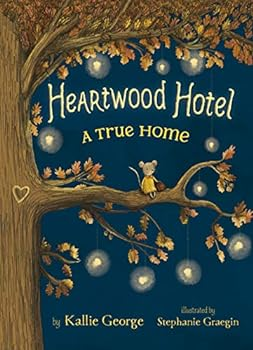 Heartwood Hotel
A TRUE HOME
by Kallie George
illustrated by
Stephanie Graegin